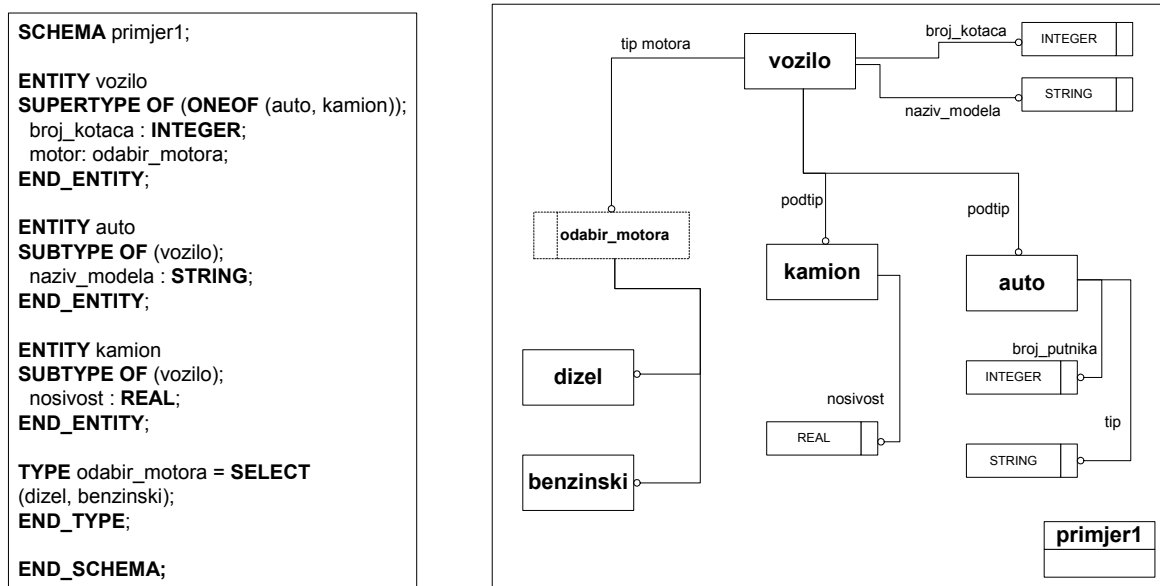 SCHEMA primjer1;
ENTITY vozilo
SUPERTYPE OF (ONEOF (auto, kamion));
broj_kotaca : INTEGER;
motor: odabir_motora;
END_ENTITY;
ENTITY auto
SUBTYPE OF (vozilo);
naziv_modela : STRING;
END_ENTITY;
ENTITY kamion
SUBTYPE OF (vozilo);
nosivost : REAL;
END_ENTITY;
TYPE odabir_motora = SELECT
(dizel, benzinski);
END_TYPE;
END_SCHEMA;
tip motora
vozilo
broj_kotaca
INTEGER
STRING
naziv_modela
podtip
podtip
odabir_motora
kamion
auto
dizel
broj_putnika
INTEGER
nosivost
REAL
tip
STRING
benzinski
primjer1